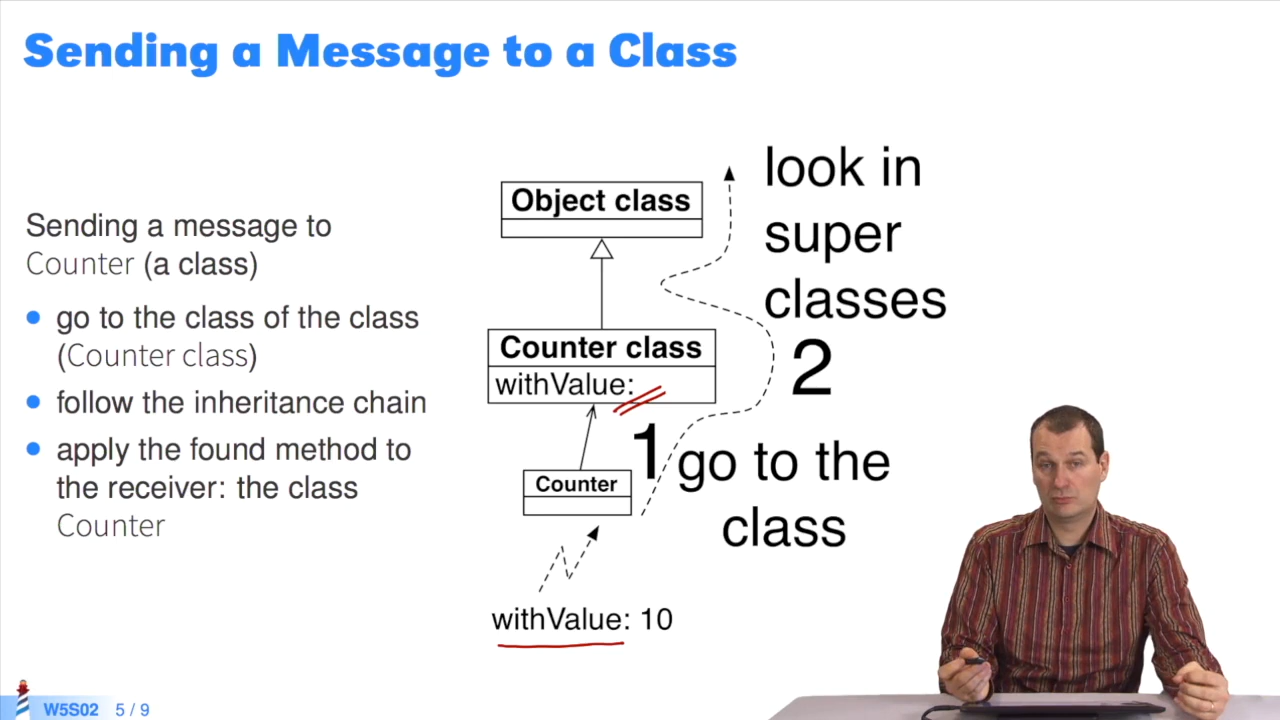 Sending a Message to a Class
Sending a message to
Counter (a class)
go to the class of the class
(Counter class)
follow the inheritance chain
apply the found method to
the receiver: the class
Counter
Object class
Counter class
withValue:
Counter
withValue: 10
look in
super
classes
2
1 go to the
class
W5S02 5 / 9